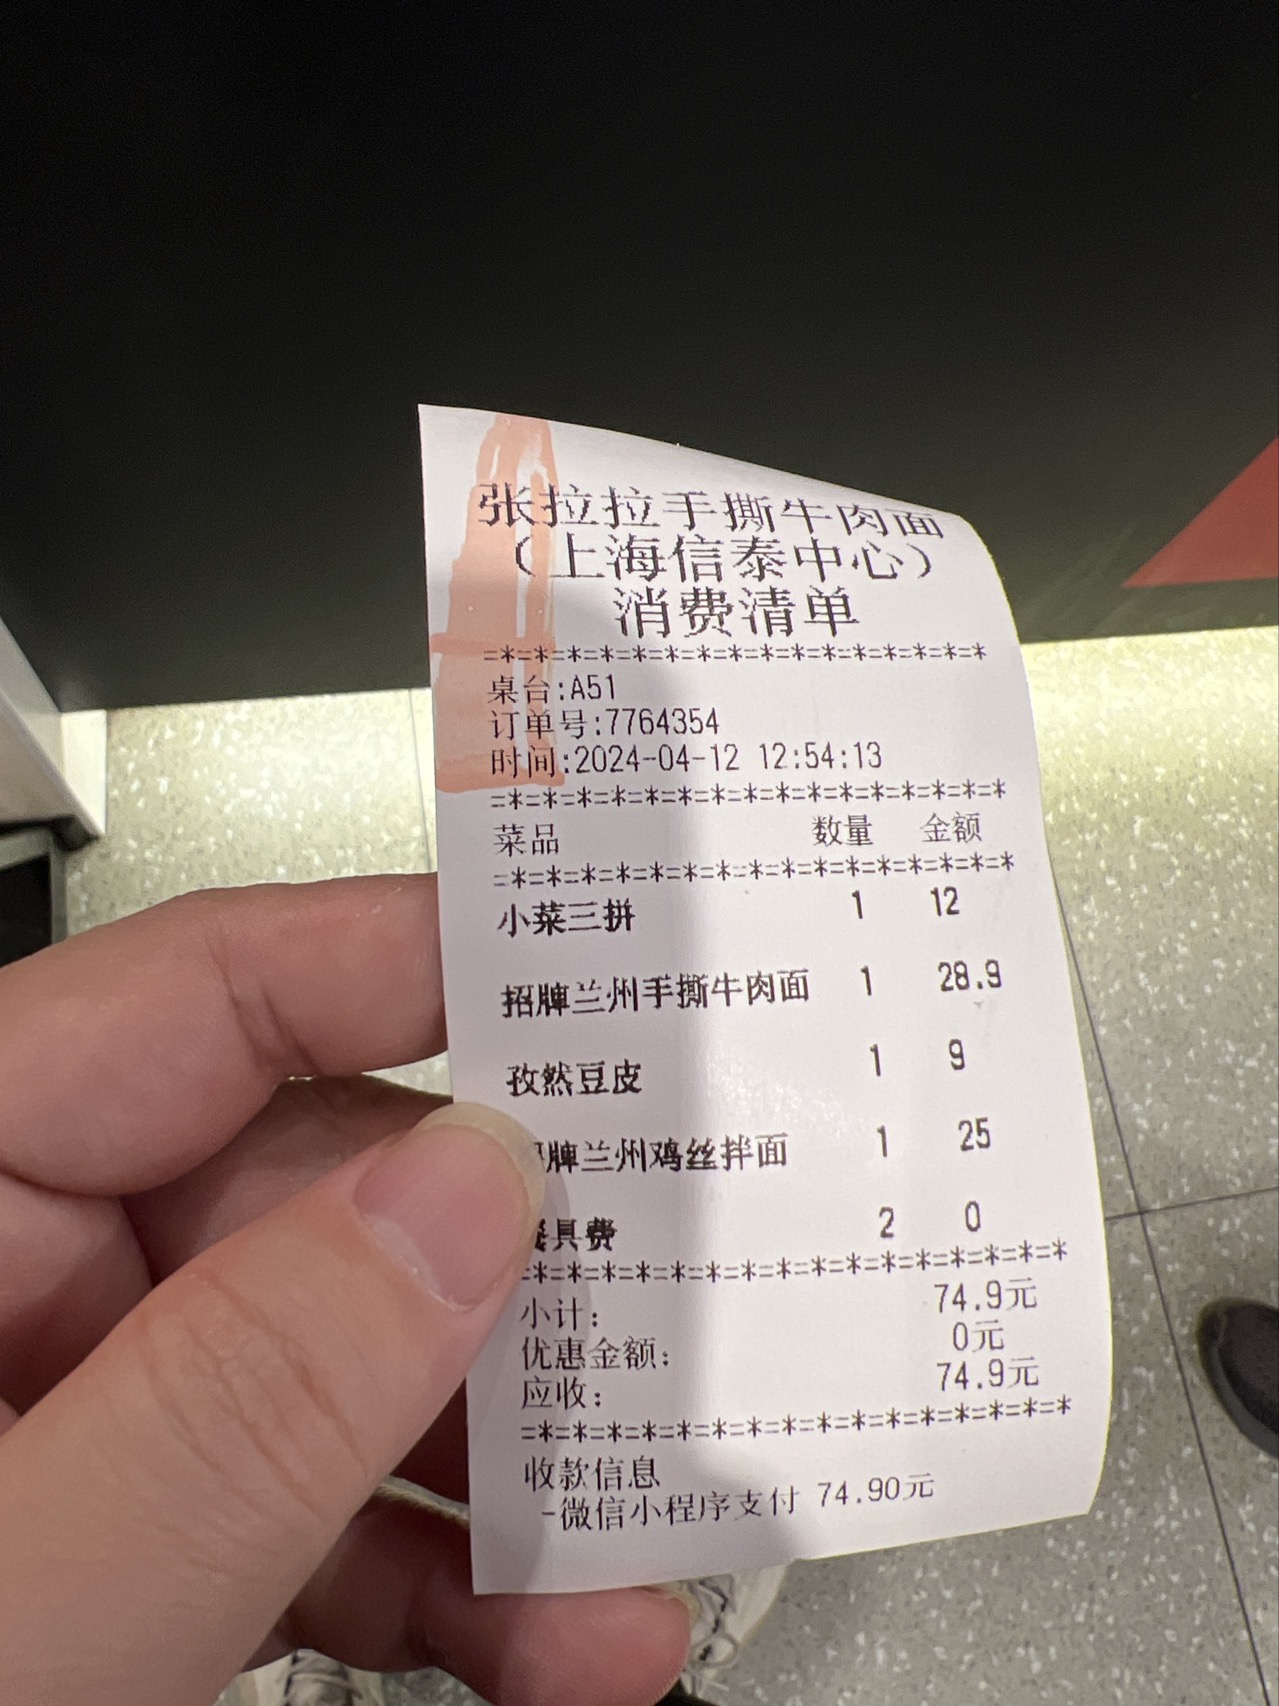 张拉拉手撕牛肉面
(上海信泰中心)
消费清单
=*=*=*=*=*=*=*=*=*=*=*=*=*=*=*
桌台:A51
订单号:7764354
时间:2024-04-12 12:54:13
=*=*=*=*=*=*=*=*=*=*=*=*=*=*=*
菜品 数量 金额
=*=*=*=*=*=*=*=*=*=*=*=*=*=*=*
小菜三拼 1 12
招牌兰州手撕牛肉面 1 28.9
孜然豆皮 1 9
牌兰州鸡丝拌面 1 25
具费 2 0
=*=*=*=*=*=*=*=*=*=*=*=*=*=*=*
小计: 74.9元
优惠金额: 0元
应收: 74.9元
=*=*=*=*=*=*=*=*=*=*=*=*=*=*=*
收款信息
-微信小程序支付 74.90元